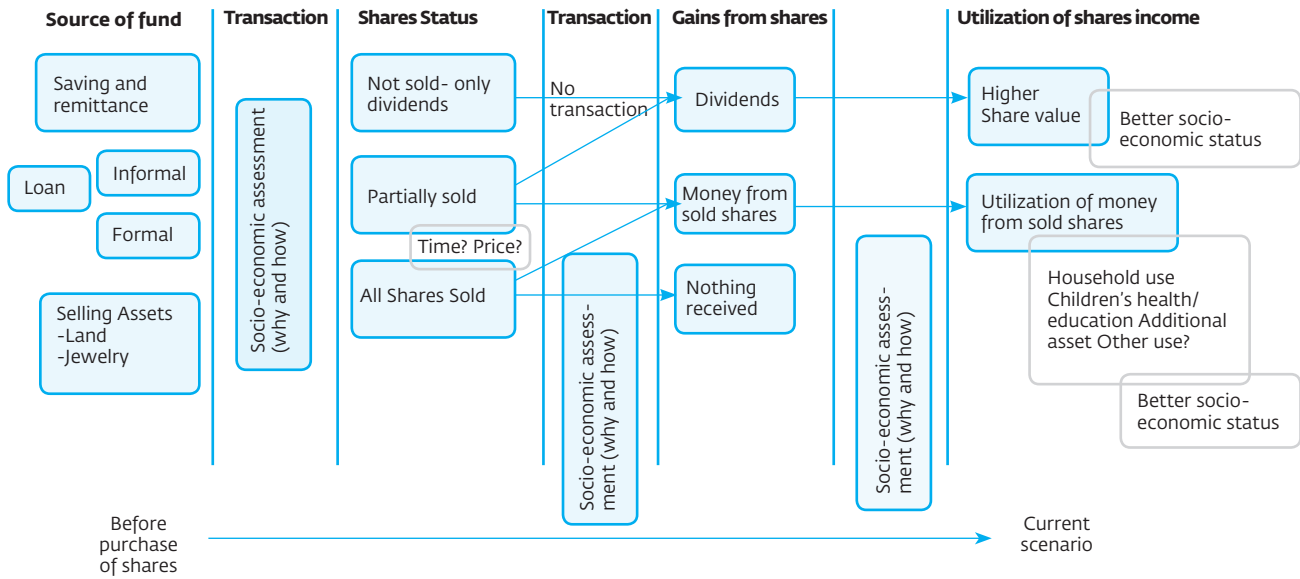 Source of fund
Transaction
Shares Status
Transaction
Gains from shares
Utilization of shares income
Saving and
remittance
Loan
Informal
Formal
Selling Assets
-Land
-Jewelry
Socio-economic assessment
(why and how)
Not sold- only
dividends
Partially sold
Time? Price?
All Shares Sold
No
transaction
Socio-economic assess-
ment (why and how)
Dividends
Money from
sold shares
Nothing
received
Socio-economic assess-
ment (why and how)
Higher
Share value
Better socio-
economic status
Utilization of money
from sold shares
Household use
Children's health/
education Additional
asset Other use?
Better socio-
economic status
Before
purchase
of shares
Current
scenario